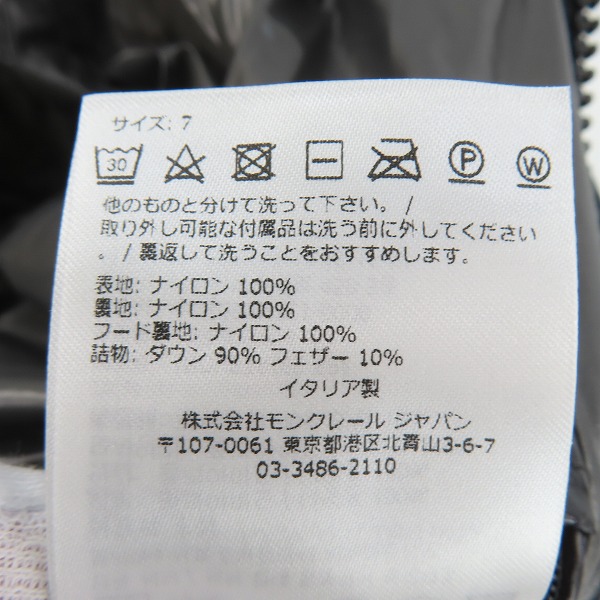 サイズ: 7
30
P
W
他のものと分けて洗って下さい。/
取り外し可能な付属品は洗う前に外してください
。/ 裏返して洗うことをおすすめします。
表地: ナイロン 100%
裏地: ナイロン 100%
フード裏地: ナイロン 100%
詰物: ダウン 90% フェザー 10%
イタリア製
株式会社モンクレール ジャパン
〒107-0061 東京都港区北青山3-6-7
03-3486-2110